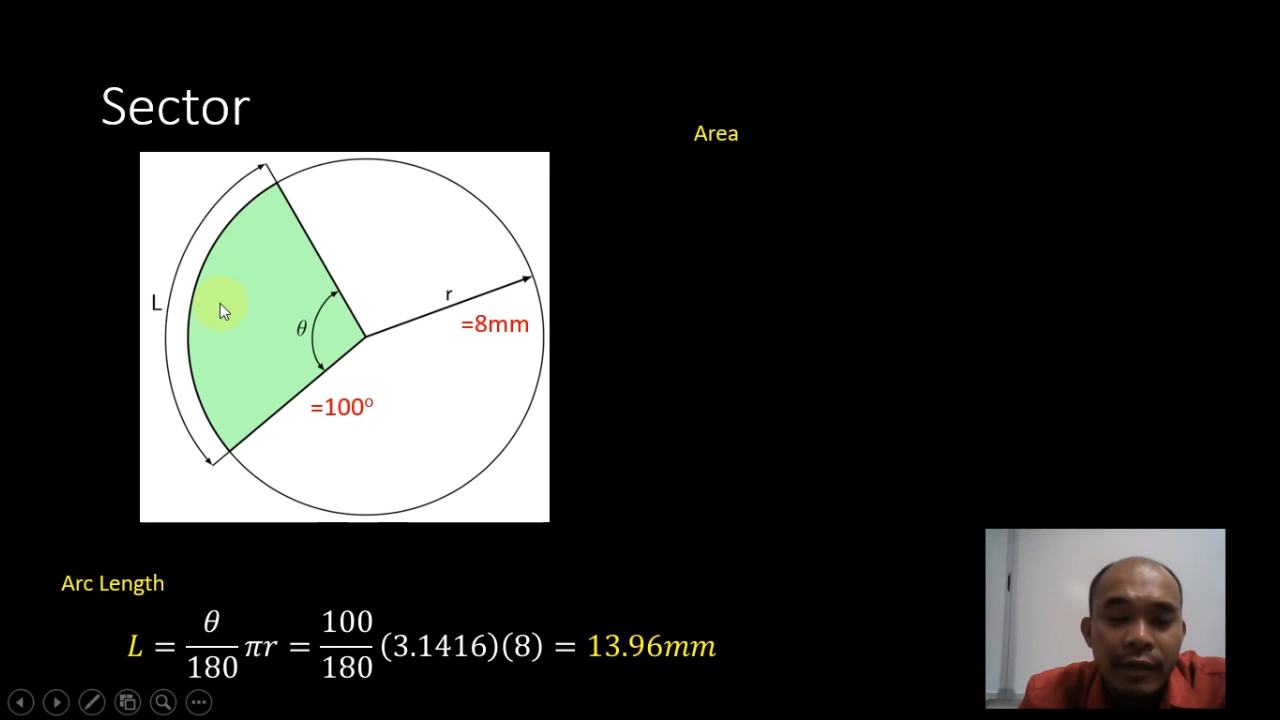 Sector
Area
L
θ
r
=8mm
=100°
Arc Length
L = θ/180 πr = 100/180 (3.1416)(8) = 13.96mm